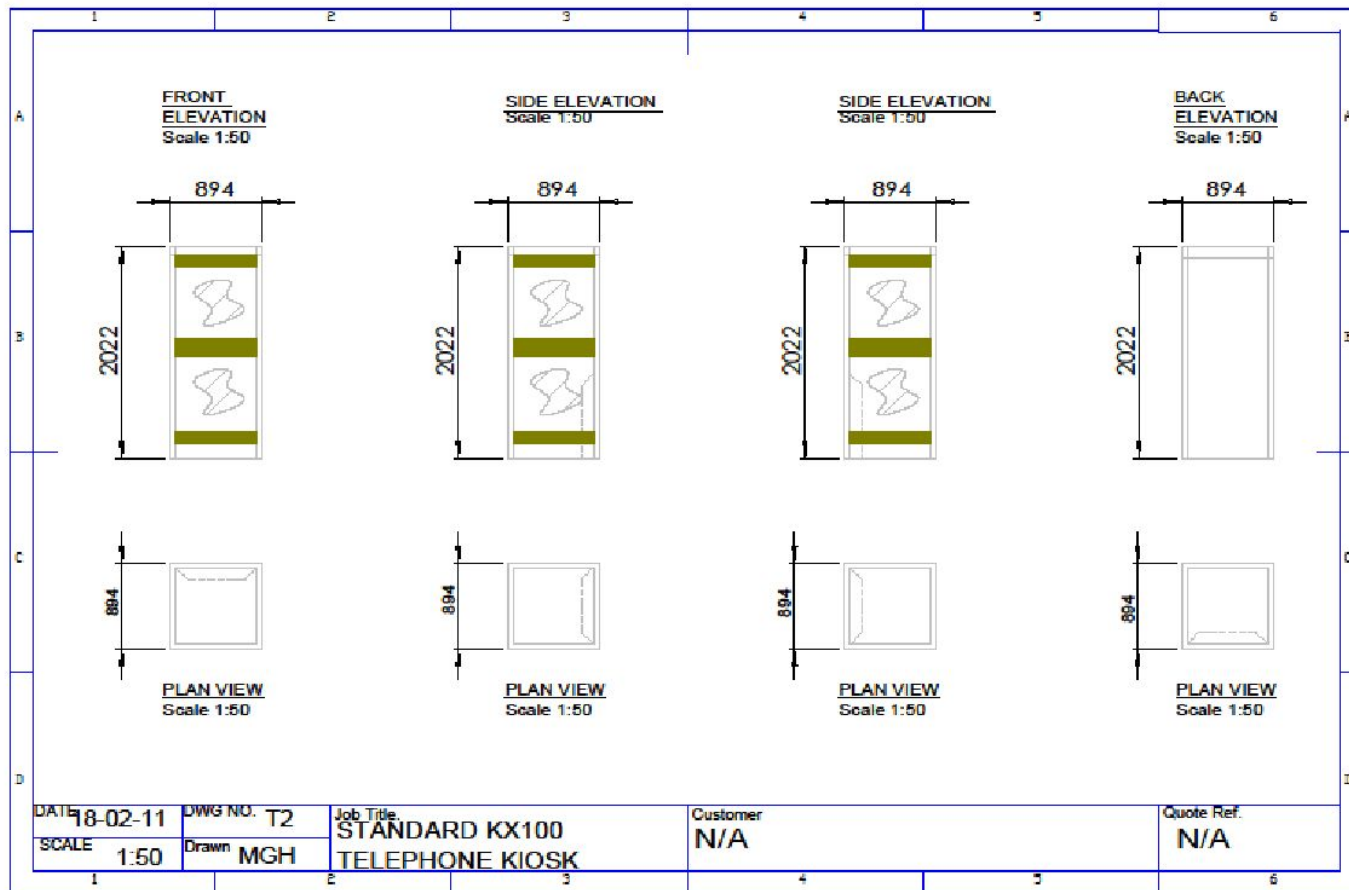 1 2 3 4 5 6
FRONT
ELEVATION
Scale 1:50
SIDE ELEVATION
Scale 1:50
SIDE ELEVATION
Scale 1:50
BACK
ELEVATION
Scale 1:50
A A
894 894 894 894
B B
2022 2022 2022 2022
C C
894 894 894 894
PLAN VIEW
Scale 1:50
PLAN VIEW
Scale 1:50
PLAN VIEW
Scale 1:50
PLAN VIEW
Scale 1:50
D D
DATE 18-02-11
DWG NO. T2
Job Title.
STANDARD KX100
TELEPHONE KIOSK
Customer
N/A
Quote Ref.
N/A
SCALE 1:50
Drawn MGH
1 2 3 4 5 6